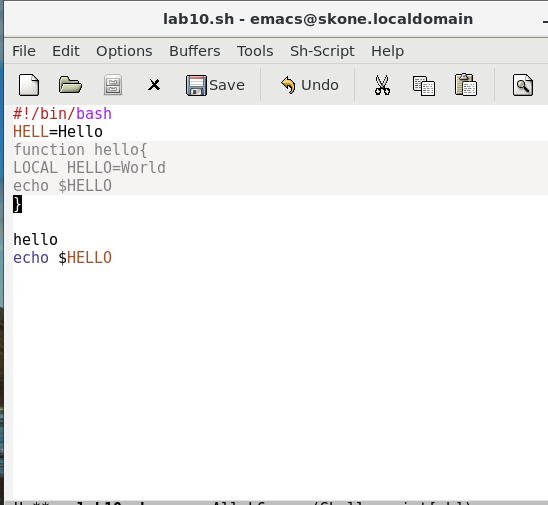 lab10.sh - emacs@skone.localdomain
File Edit Options Buffers Tools Sh-Script Help
Save Undo
#!/bin/bash
HELL=Hello
function hello{
LOCAL HELLO=World
echo $HELLO
}
hello
echo $HELLO